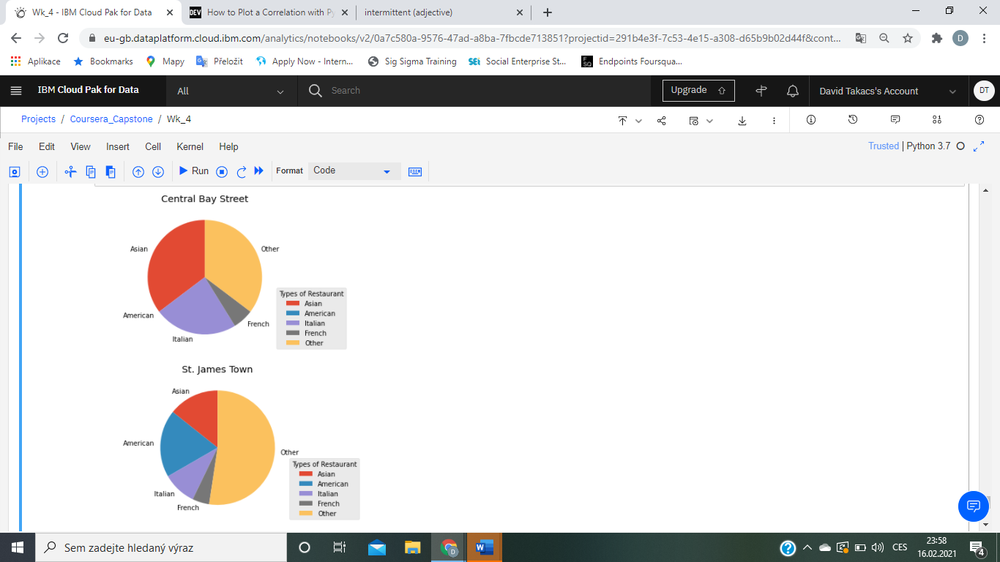 Wk_4 - IBM Cloud Pak for Data
How to Plot a Correlation with Py
intermittent (adjective)
eu-gb.dataplatform.cloud.ibm.com/analytics/notebooks/v2/0a7c580a-9576-47ad-a8ba-7fbcde713851?projectid=291b4e3f-7c53-4e15-a308-d65b9b02d44f&cont...
D
Aplikace
Bookmarks
Mapy
Přeložit
Apply Now - Intern...
Sig Sigma Training
Social Enterprise St...
Endpoints Foursqua...
IBM Cloud Pak for Data
All
Search
Upgrade
David Takacs's Account
DT
Projects / Coursera_Capstone / Wk_4
File Edit View Insert Cell Kernel Help
Trusted | Python 3.7
Run
Format
Code
Central Bay Street
Asian
Other
American
French
Italian
Types of Restaurant
Asian
American
Italian
French
Other
St. James Town
Asian
American
Other
Italian
French
Types of Restaurant
Asian
American
Italian
French
Other
Sem zadejte hledaný výraz
CES
23:58
16.02.2021
4